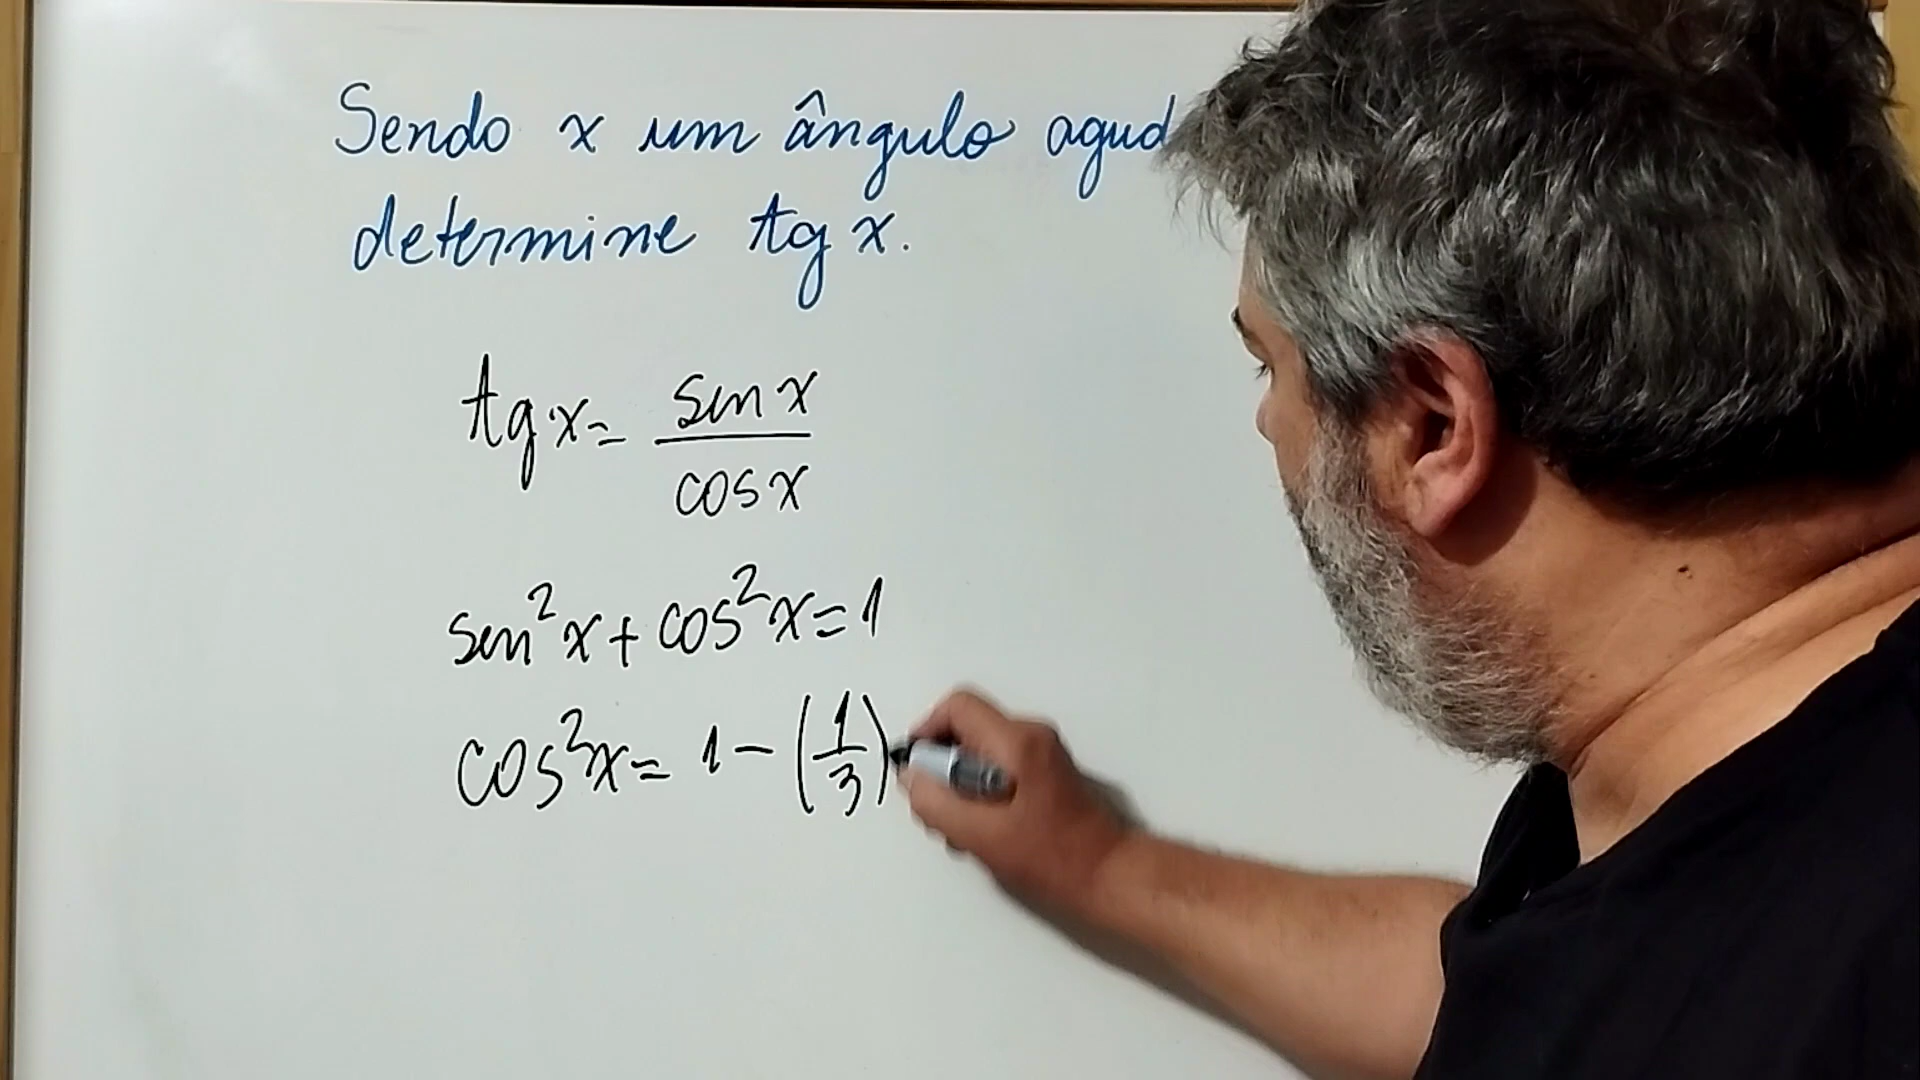 Sendo x um ângulo agud
determine tg x.
tg x = sen x / cos x
sen²x + cos²x = 1
cos²x = 1 - (1/3)